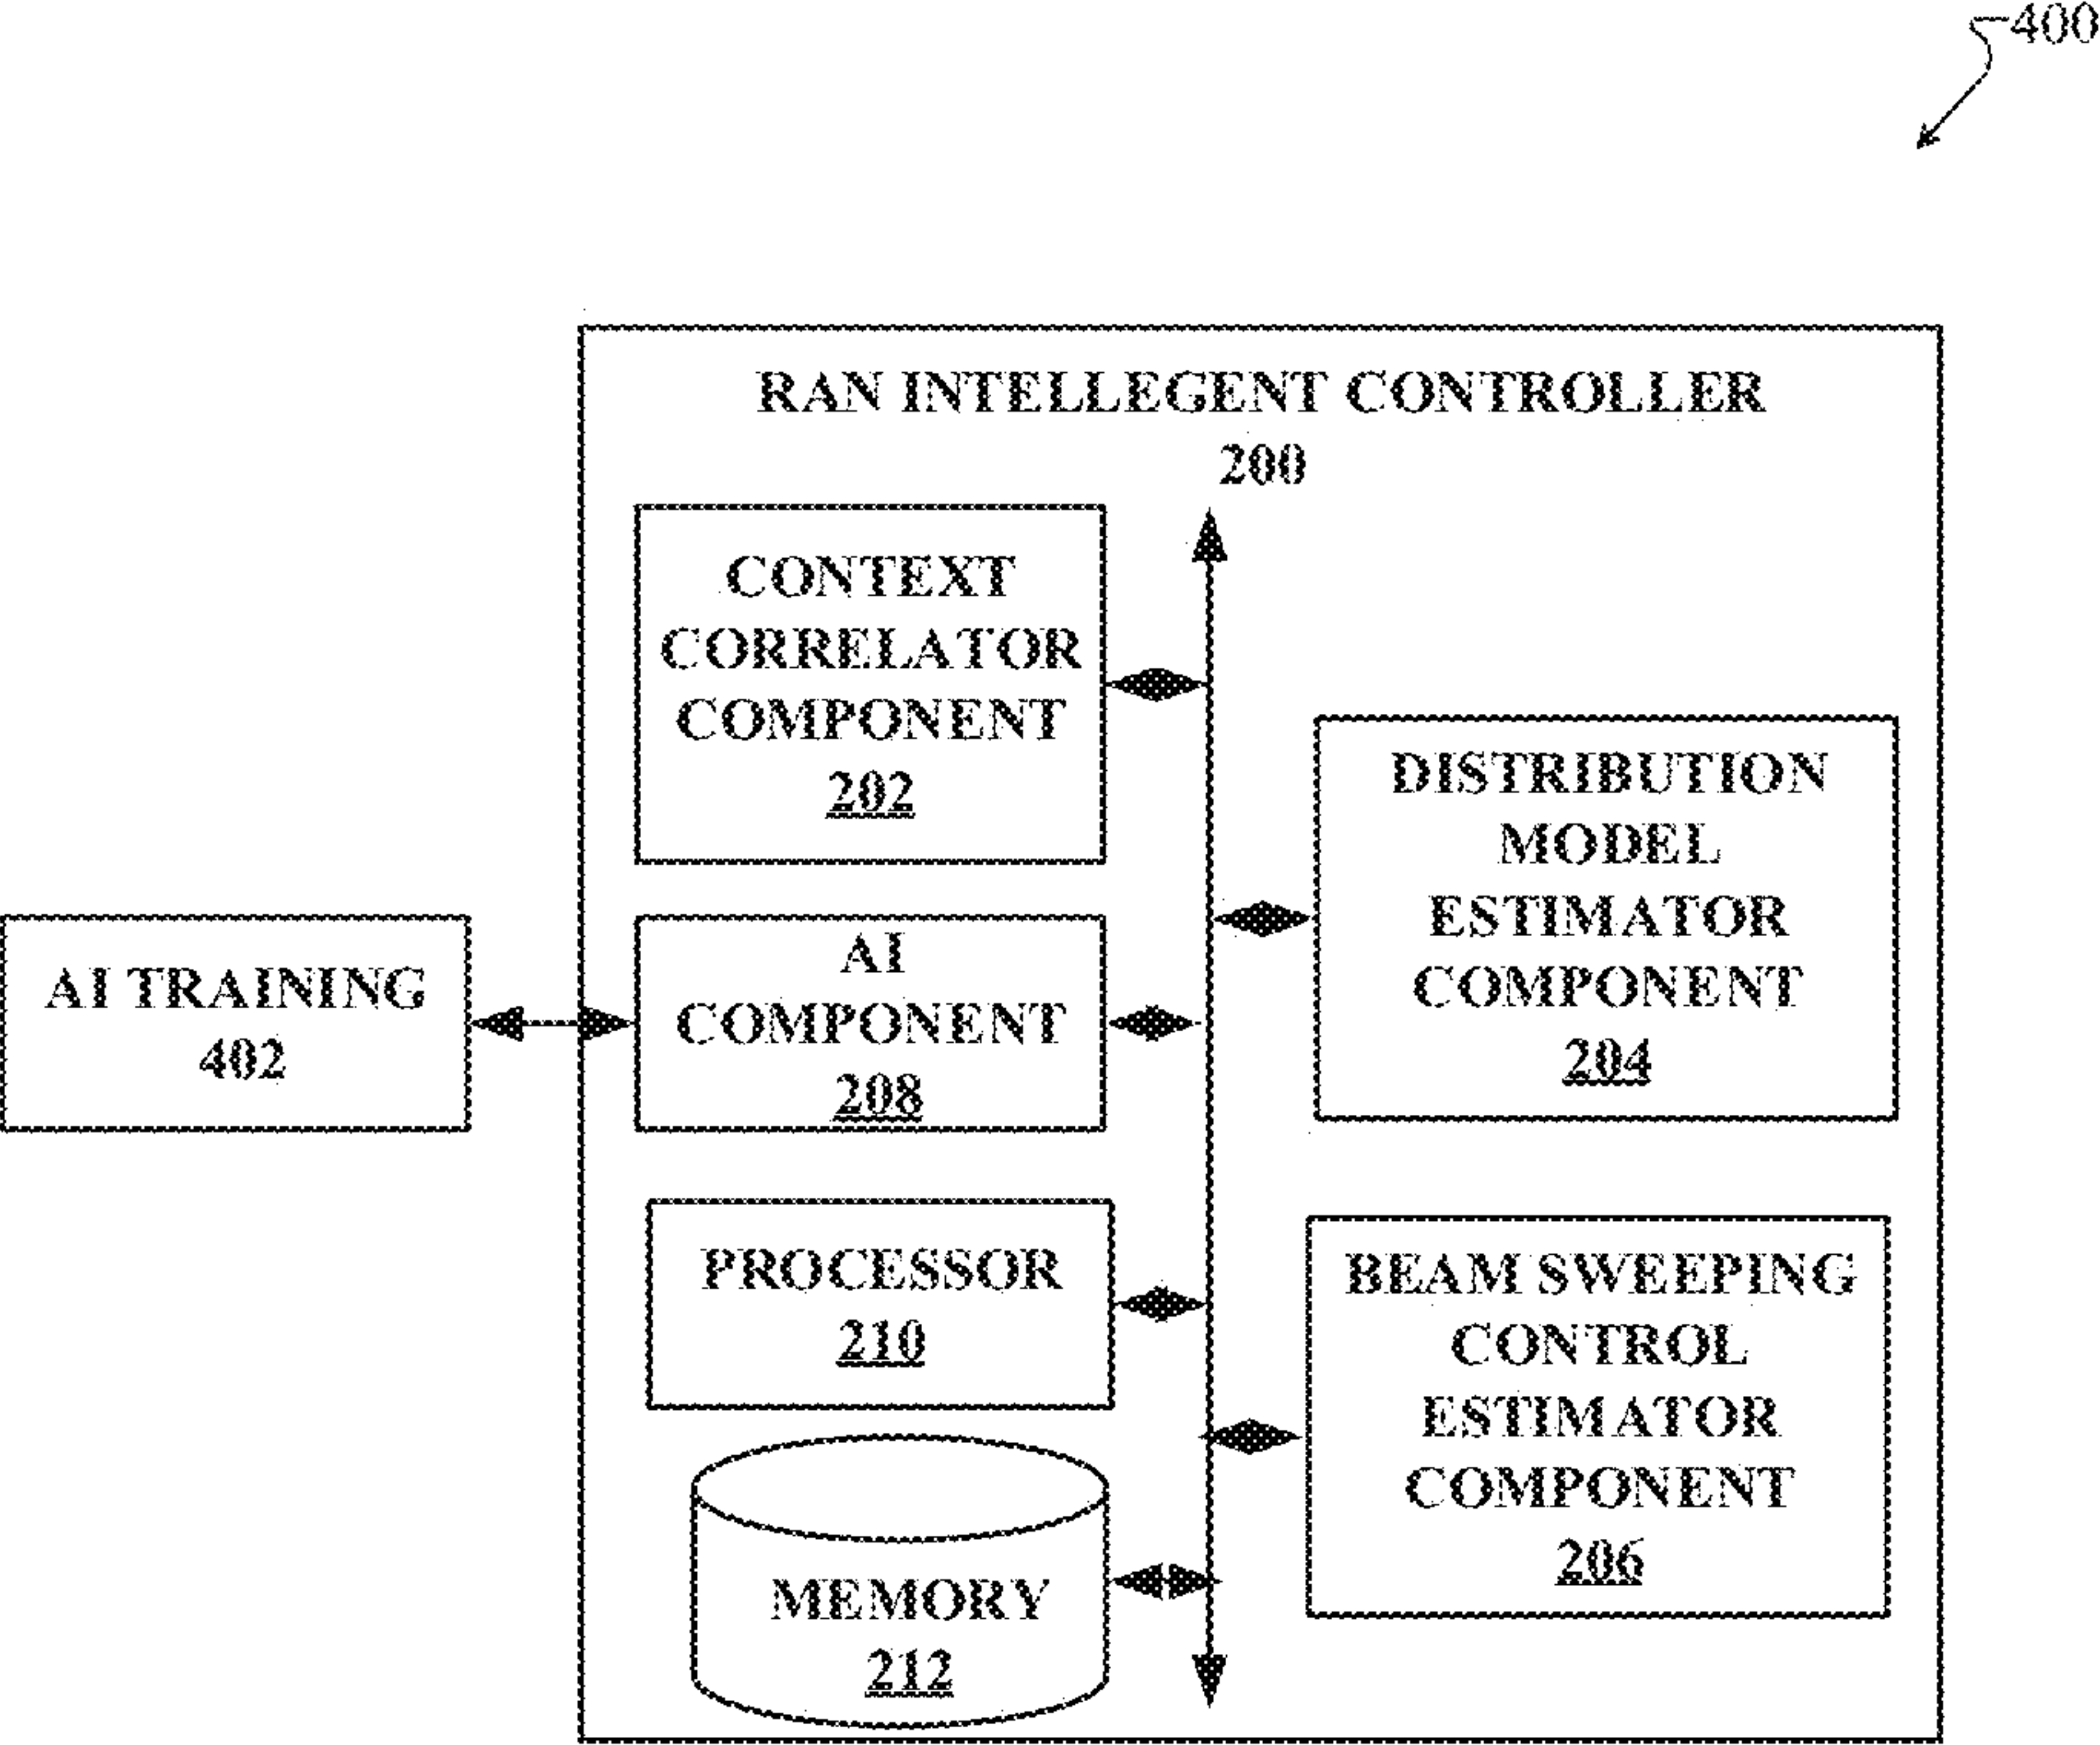 400
RAN INTELLEGENT CONTROLLER
200
CONTEXT
CORRELATOR
COMPONENT
202
DISTRIBUTION
MODEL
ESTIMATOR
COMPONENT
204
AI TRAINING
402
AI
COMPONENT
208
PROCESSOR
210
BEAM SWEEPING
CONTROL
ESTIMATOR
COMPONENT
206
MEMORY
212